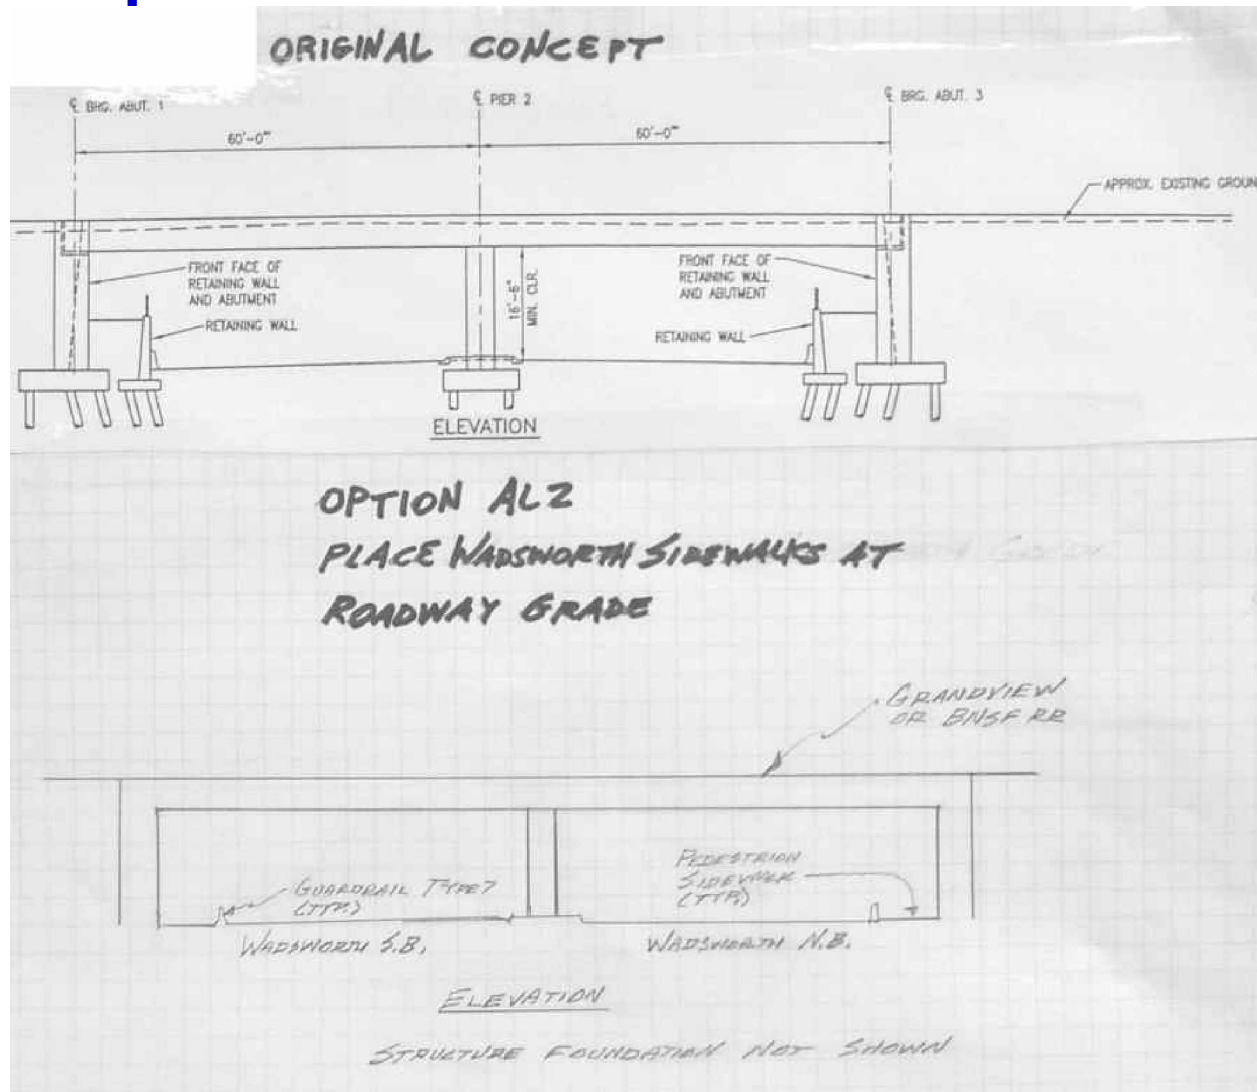 ORIGINAL CONCEPT
℄ BRG. ABUT. 1
℄ PIER 2
℄ BRG. ABUT. 3
60'-0"
60'-0"
APPROX. EXISTING GROUN
FRONT FACE OF
RETAINING WALL
AND ABUTMENT
RETAINING WALL
16'-6"
MIN. CLR.
FRONT FACE OF
RETAINING WALL
AND ABUTMENT
RETAINING WALL
ELEVATION
OPTION AL2
PLACE WADSWORTH SIDEWALKS AT
ROADWAY GRADE
GRANDVIEW
OR BNSF RR
GUARDRAIL TYPE 7
(TYP.)
PEDESTRIAN
SIDEWALK
(TYP.)
WADSWORTH S.B.
WADSWORTH N.B.
ELEVATION
STRUCTURE FOUNDATION NOT SHOWN